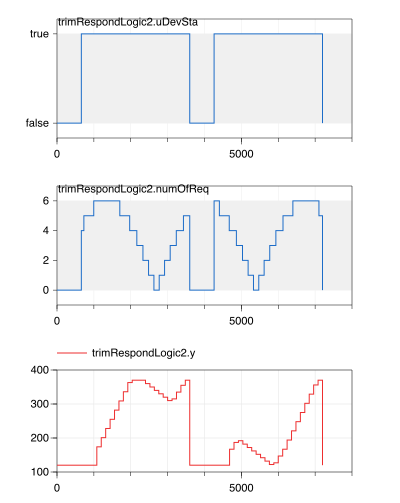 trimRespondLogic2.uDevSta
true
false
0 5000
trimRespondLogic2.numOfReq
6
4
2
0
0 5000
trimRespondLogic2.y
400
300
200
100
0 5000